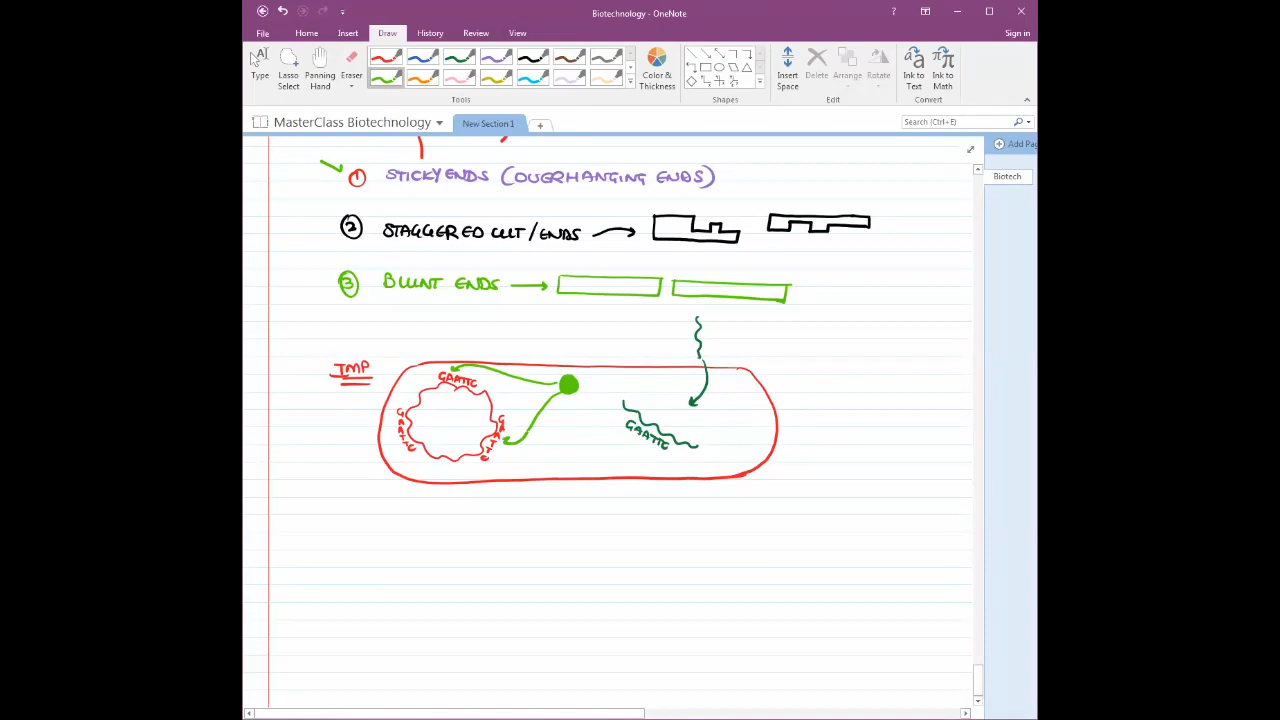 Biotechnology - OneNote
?
File Home Insert Draw History Review View
Sign in
Type
Lasso Select
Panning Hand
Eraser
Color & Thickness
Insert Space
Delete
Arrange
Rotate
Ink to Text
Ink to Math
Tools
Shapes
Edit
Convert
MasterClass Biotechnology
New Section 1
Search (Ctrl+E)
Add Pag
Biotech
1 STICKY ENDS (OVERHANGING ENDS)
2 STAGGERED CUT/ENDS
3 BLUNT ENDS
IMP
GAATTC
GAATTC
GAATTC
GAATTC